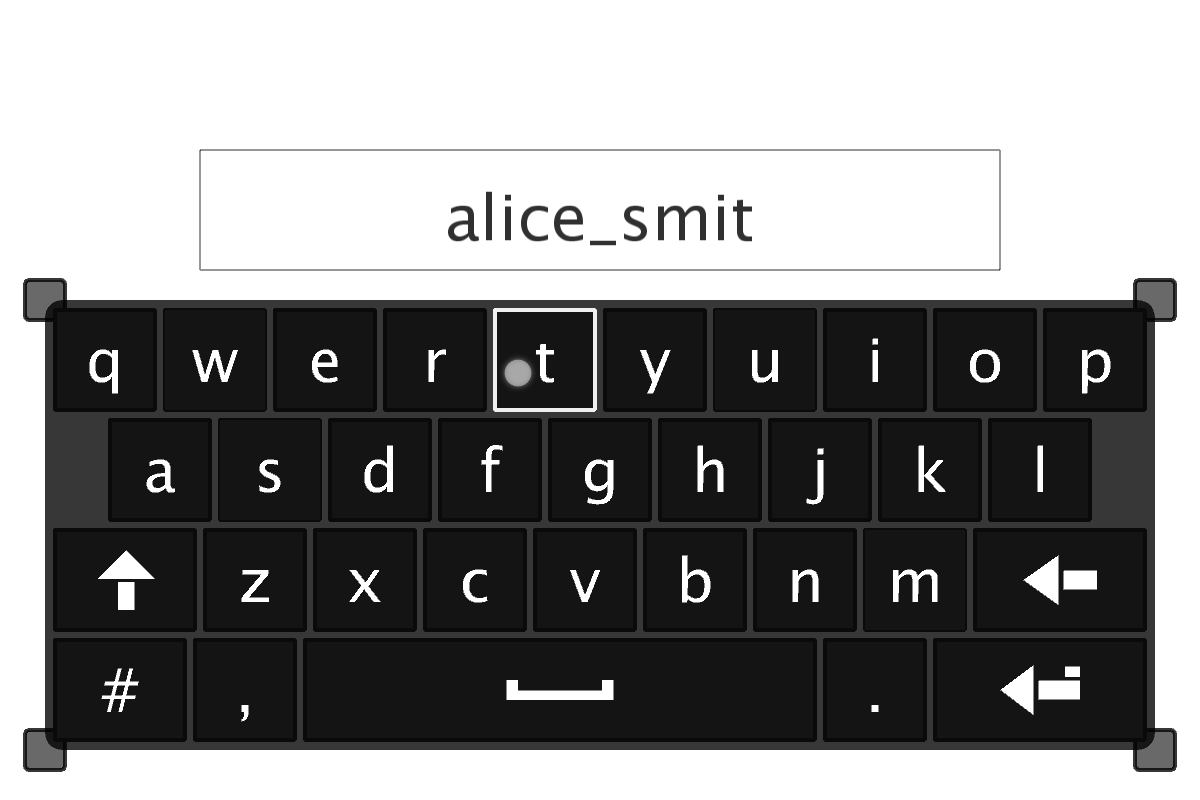 alice_smit
q w e r t y u i o p
a s d f g h j k l
z x c v b n m
# , .